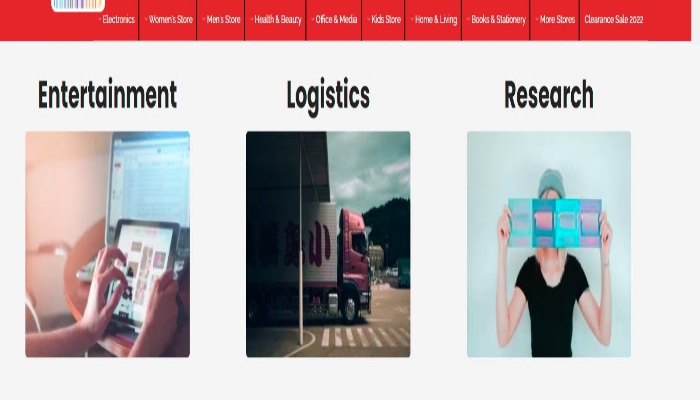 Electronics Women's Store Men's Store Health & Beauty Office & Media Kids Store Home & Living Books & Stationery More Stores Clearance Sale 2022
Entertainment Logistics Research